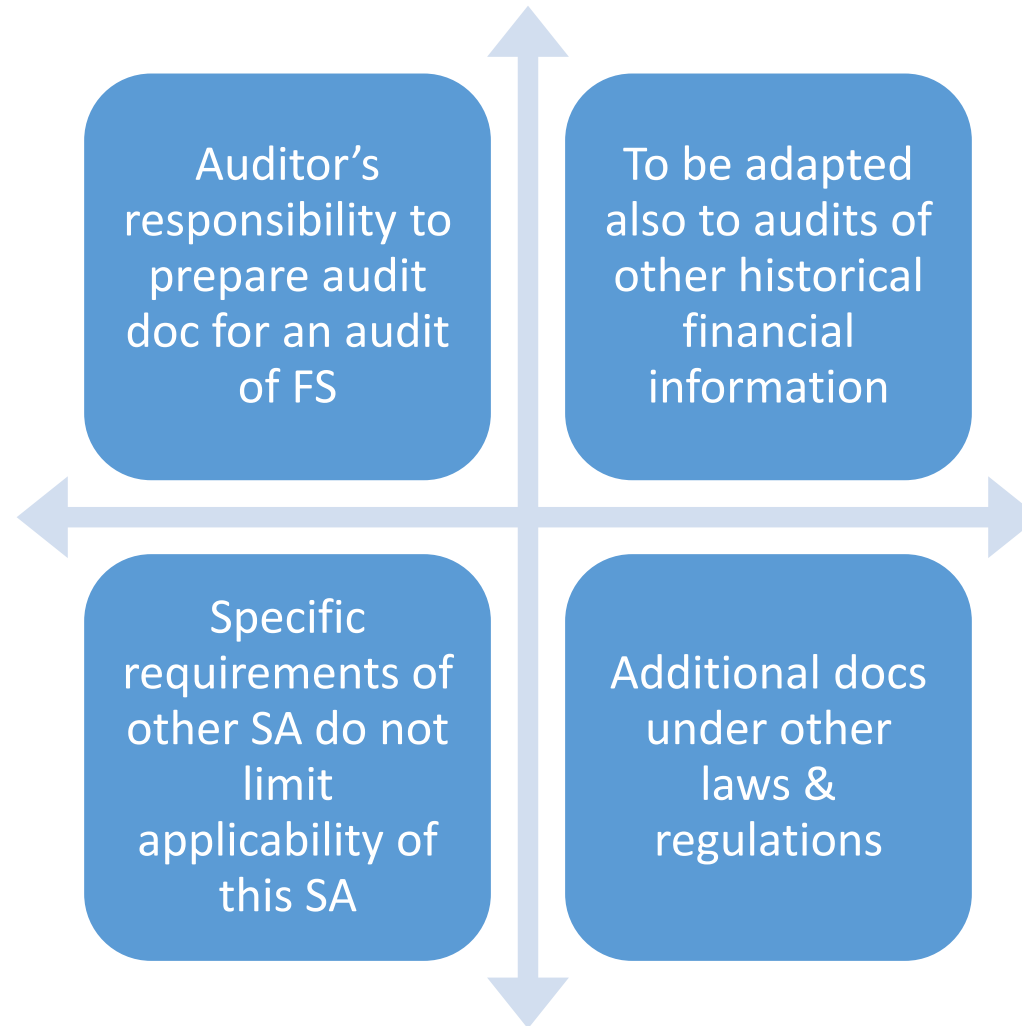 Auditor’s
responsibility to
prepare audit
doc for an audit
of FS
To be adapted
also to audits of
other historical
financial
information
Specific
requirements of
other SA do not
limit
applicability of
this SA
Additional docs
under other
laws &
regulations